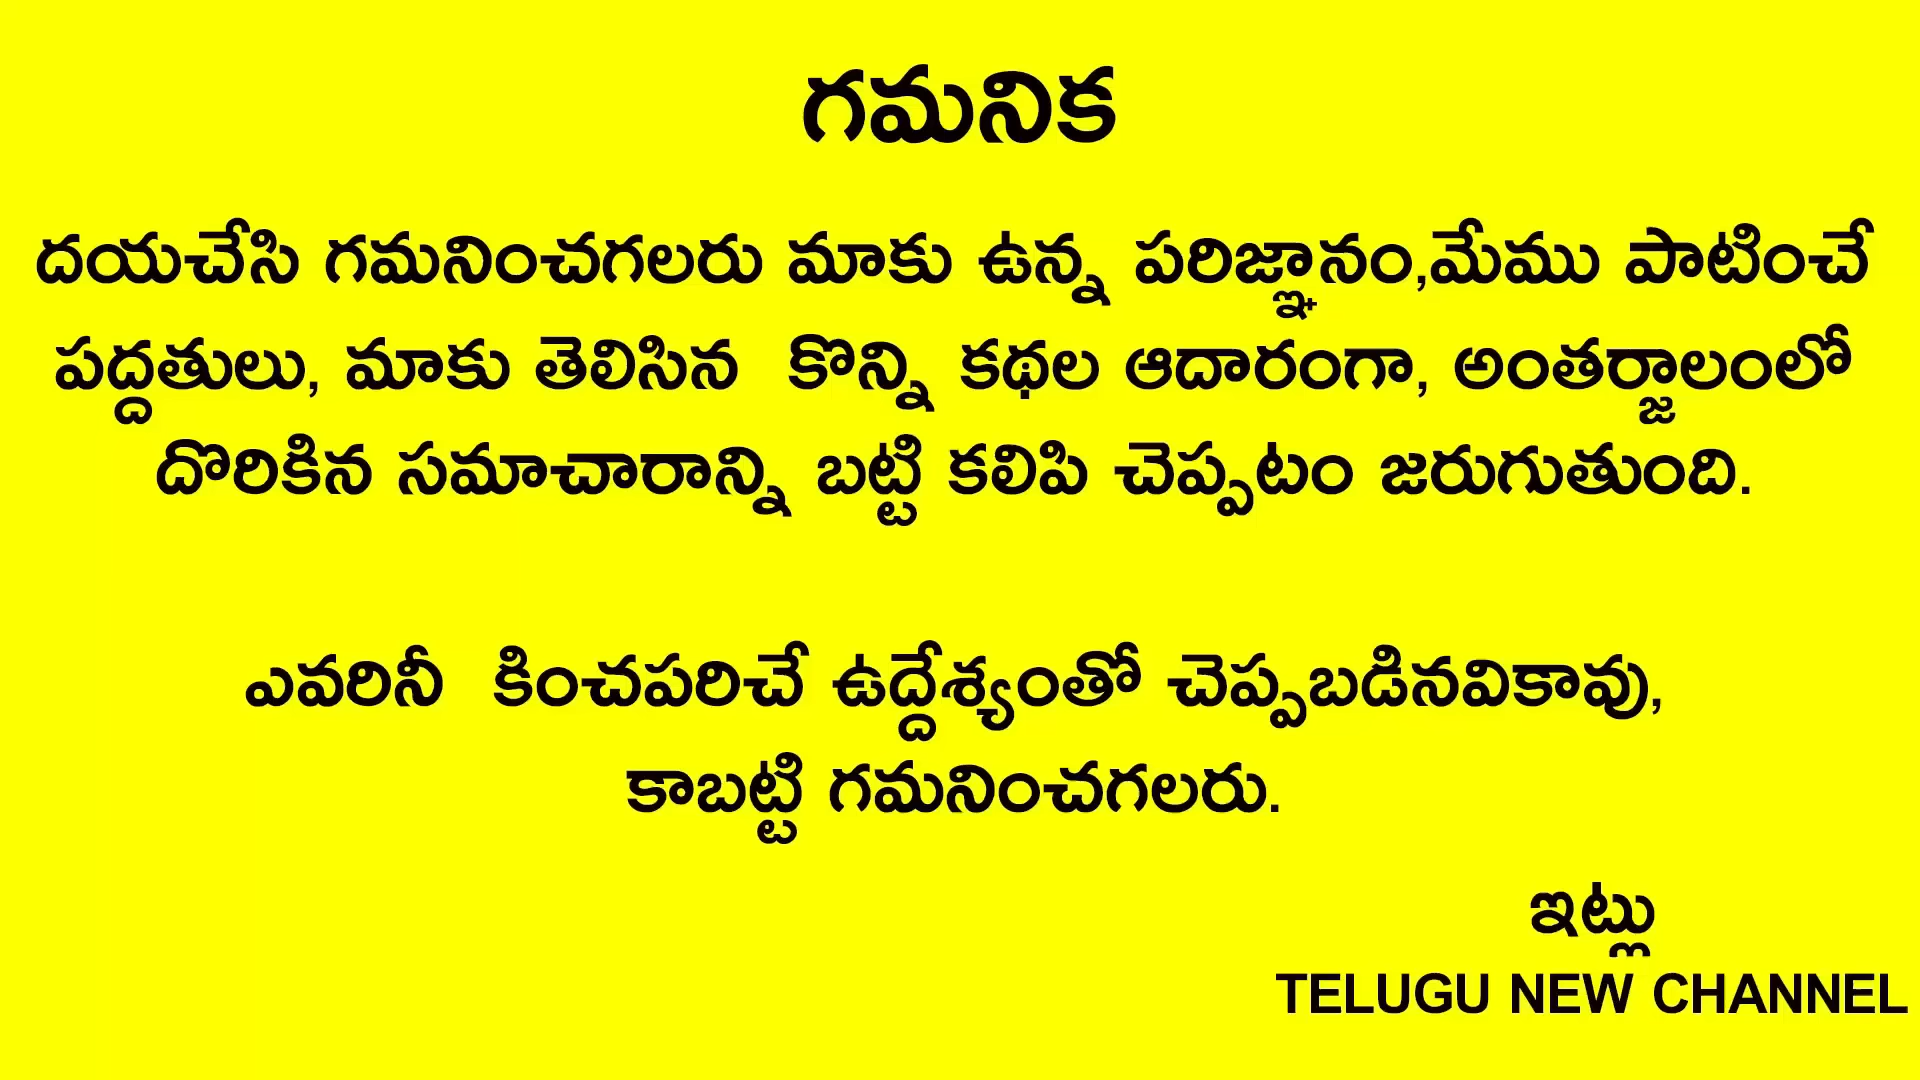 గమనిక
దయచేసి గమనించగలరు మాకు ఉన్న పరిజ్ఞానం,మేము పాటించే
పద్దతులు, మాకు తెలిసిన కొన్ని కథల ఆదారంగా, అంతర్జాలంలో
దొరికిన సమాచారాన్ని బట్టి కలిపి చెప్పటం జరుగుతుంది.
ఎవరినీ కించపరిచే ఉద్దేశ్యంతో చెప్పబడినవికావు,
కాబట్టి గమనించగలరు.
ఇట్లు
TELUGU NEW CHANNEL